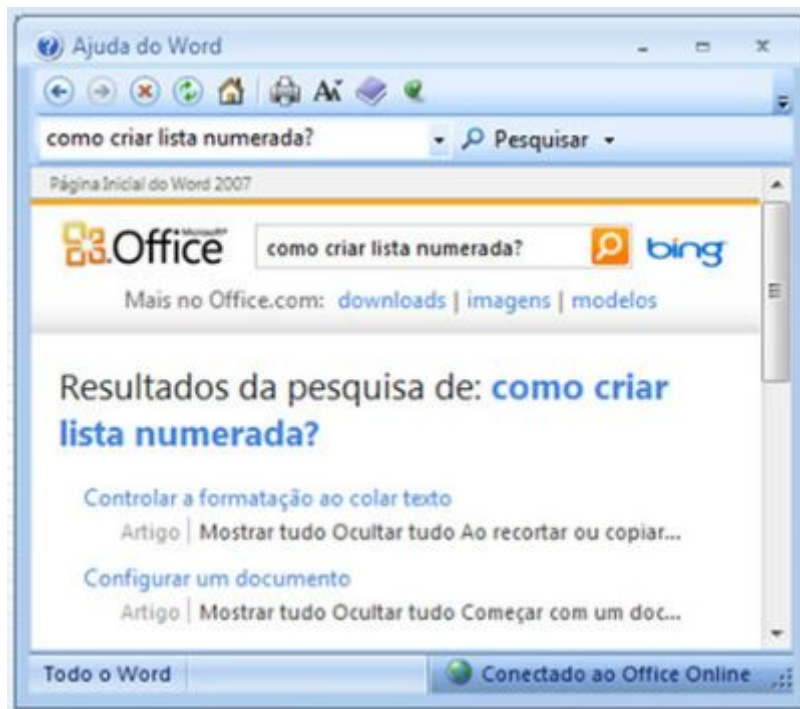 Ajuda do Word
como criar lista numerada? Pesquisar
Página Inicial do Word 2007
Microsoft®
Office como criar lista numerada? bing
Mais no Office.com: downloads | imagens | modelos
Resultados da pesquisa de: como criar
lista numerada?
Controlar a formatação ao colar texto
Artigo | Mostrar tudo Ocultar tudo Ao recortar ou copiar...
Configurar um documento
Artigo | Mostrar tudo Ocultar tudo Começar com um doc...
Todo o Word Conectado ao Office Online